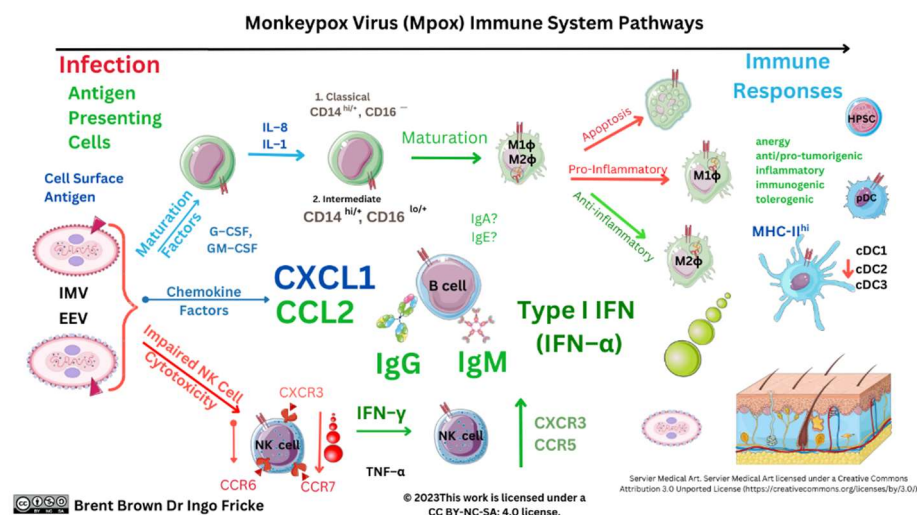 Monkeypox Virus (Mpox) Immune System Pathways
Infection
Antigen
Presenting
Cells
Cell Surface
Antigen
IMV
EEV
Maturation
Factors
G-CSF,
GM-CSF
IL-8
IL-1
1. Classical
CD14 hi/+, CD16 —
2. Intermediate
CD14 hi/+, CD16 lo/+
Maturation
M1ϕ
M2ϕ
Apoptosis
Pro-Inflammatory
Anti-inflammatory
M1ϕ
M2ϕ
Immune
Responses
HPSC
anergy
anti/pro-tumorigenic
inflammatory
immunogenic
tolerogenic
pDC
MHC-IIhi
cDC1
cDC2
cDC3
Chemokine
Factors
CXCL1
CCL2
IgA?
IgE?
B cell
IgG
IgM
Type I IFN
(IFN-α)
Impaired NK Cell
Cytotoxicity
CXCR3
NK cell
CCR6
CCR7
IFN-γ
TNF-α
NK cell
CXCR3
CCR5
Servier Medical Art. Servier Medical Art licensed under a Creative Commons
Attribution 3.0 Unported License (https://creativecommons.org/licenses/by/3.0/)
CC BY NC SA
Brent Brown Dr Ingo Fricke
© 2023This work is licensed under a
CC BY-NC-SA: 4.0 license.